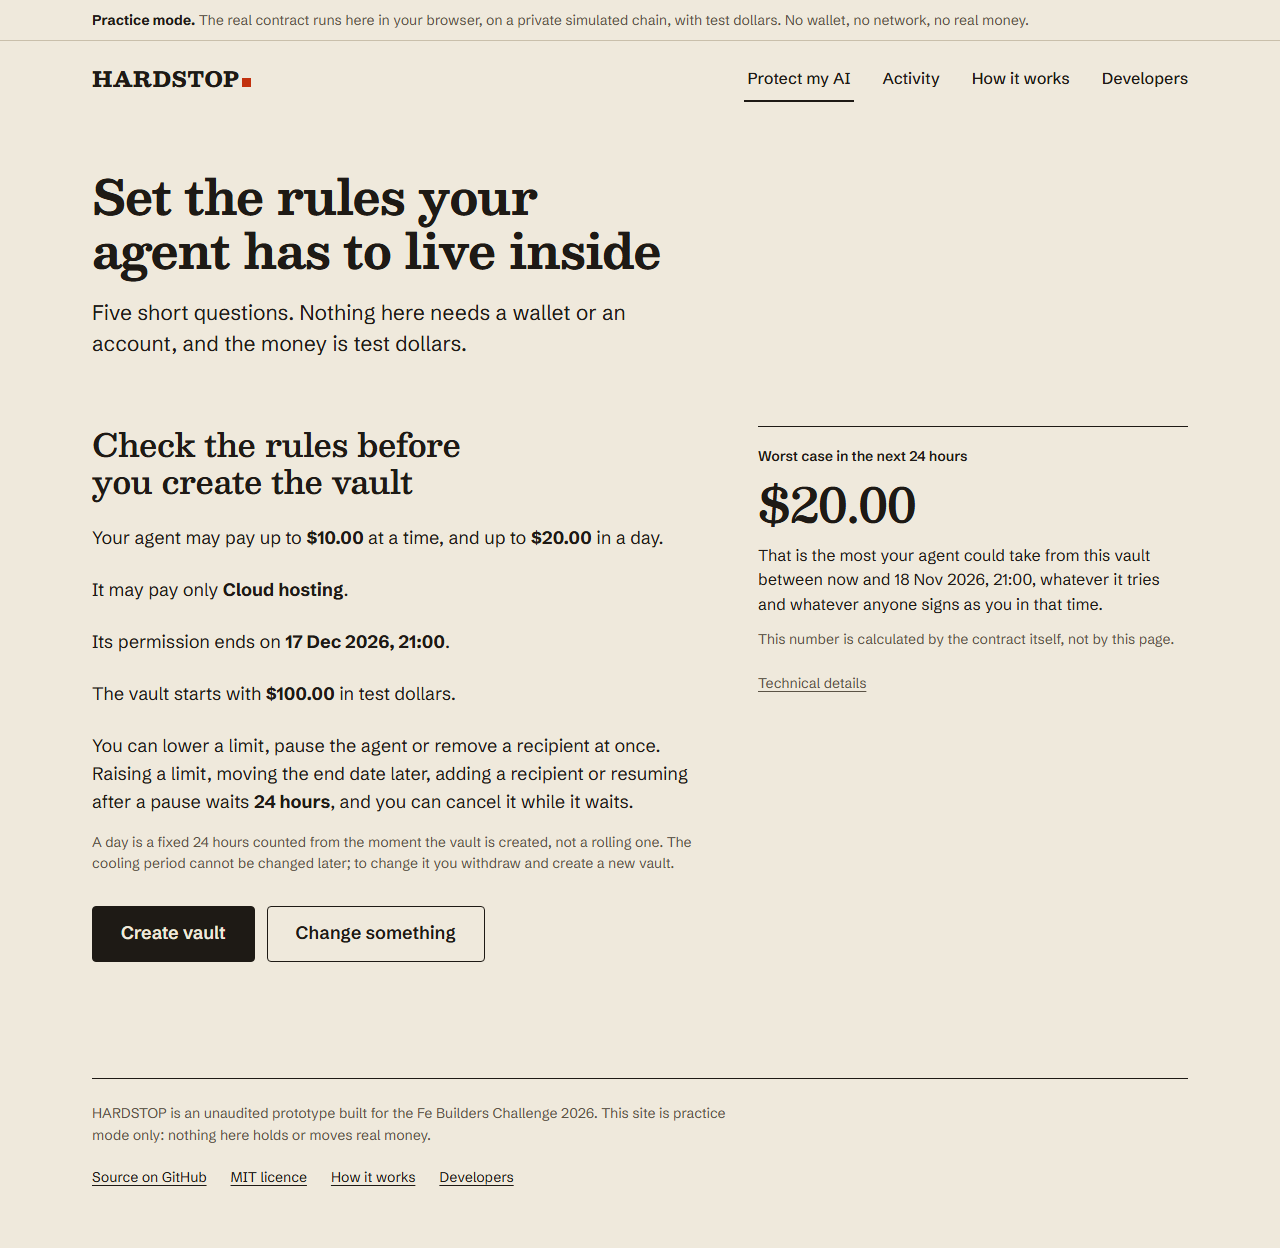 Practice mode. The real contract runs here in your browser, on a private simulated chain, with test dollars. No wallet, no network, no real money.
HARDSTOP
Protect my AI
Activity
How it works
Developers
Set the rules your
agent has to live inside
Five short questions. Nothing here needs a wallet or an
account, and the money is test dollars.
Check the rules before
you create the vault
Your agent may pay up to $10.00 at a time, and up to $20.00 in a day.
It may pay only Cloud hosting.
Its permission ends on 17 Dec 2026, 21:00.
The vault starts with $100.00 in test dollars.
You can lower a limit, pause the agent or remove a recipient at once.
Raising a limit, moving the end date later, adding a recipient or resuming
after a pause waits 24 hours, and you can cancel it while it waits.
A day is a fixed 24 hours counted from the moment the vault is created, not a rolling one. The
cooling period cannot be changed later; to change it you withdraw and create a new vault.
Create vault
Change something
Worst case in the next 24 hours
$20.00
That is the most your agent could take from this vault
between now and 18 Nov 2026, 21:00, whatever it tries
and whatever anyone signs as you in that time.
This number is calculated by the contract itself, not by this page.
Technical details
HARDSTOP is an unaudited prototype built for the Fe Builders Challenge 2026. This site is practice
mode only: nothing here holds or moves real money.
Source on GitHub
MIT licence
How it works
Developers